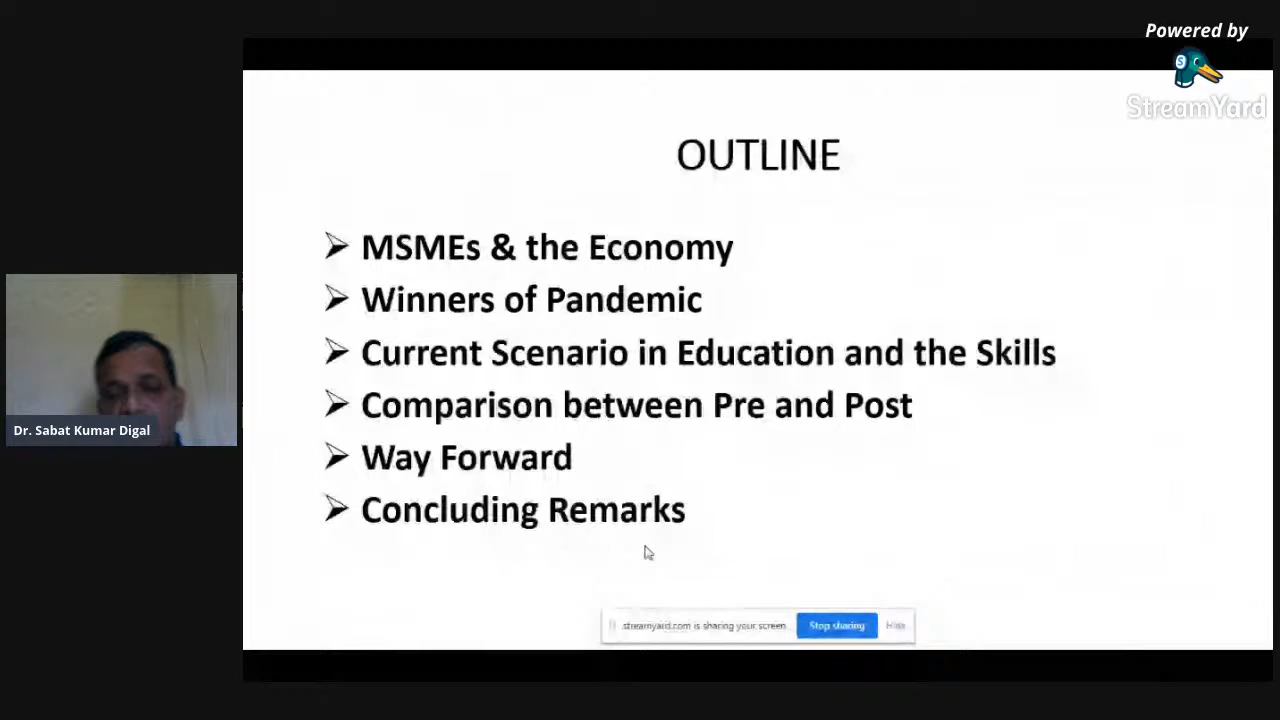 Powered by
StreamYard
OUTLINE
➢ MSMEs & the Economy
➢ Winners of Pandemic
➢ Current Scenario in Education and the Skills
➢ Comparison between Pre and Post
➢ Way Forward
➢ Concluding Remarks
Dr. Sabat Kumar Digal
streamyard.com is sharing your screen. Stop sharing Hide